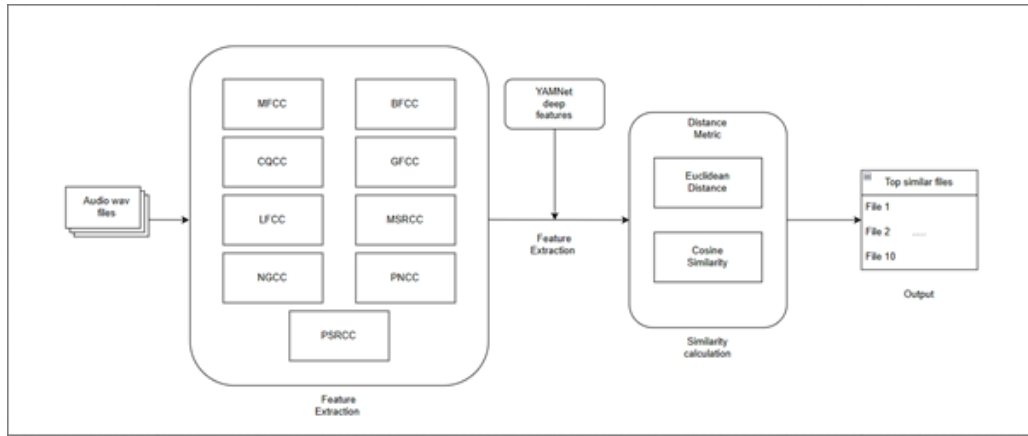 Audio wav
files
MFCC
BFCC
CQCC
GFCC
LFCC
MSRCC
NGCC
PNCC
PSRCC
Feature
Extraction
YAMNet
deep
features
Feature
Extraction
Distance
Metric
Euclidean
Distance
Cosine
Similarity
Similarity
calculation
Top similar files
File 1
File 2 .....
File 10
Output